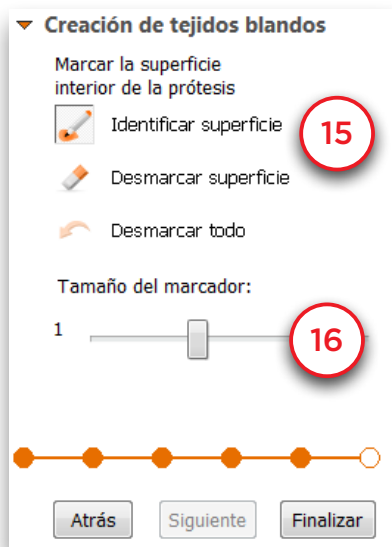 Creación de tejidos blandos
Marcar la superficie
interior de la prótesis
Identificar superficie
15
Desmarcar superficie
Desmarcar todo
Tamaño del marcador:
1
16
Atrás Siguiente Finalizar